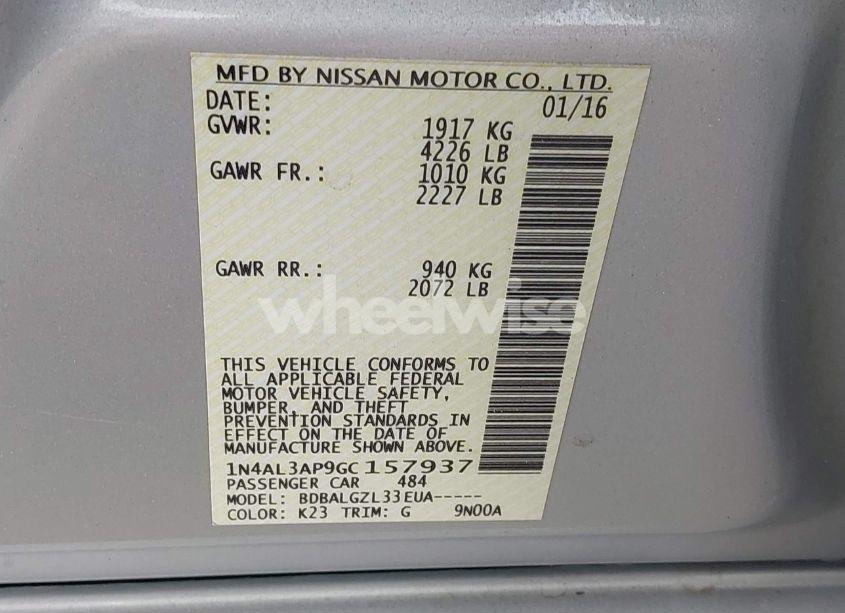 MFD BY NISSAN MOTOR CO., LTD.
DATE: 01/16
GVWR: 1917 KG
4226 LB
GAWR FR.: 1010 KG
2227 LB
GAWR RR.: 940 KG
2072 LB
wheelwise
THIS VEHICLE CONFORMS TO
ALL APPLICABLE FEDERAL
MOTOR VEHICLE SAFETY,
BUMPER, AND THEFT
PREVENTION STANDARDS IN
EFFECT ON THE DATE OF
MANUFACTURE SHOWN ABOVE.
1N4AL3AP9GC157937
PASSENGER CAR 484
MODEL: BDBALGZL33EUA-----
COLOR: K23 TRIM: G 9N00A